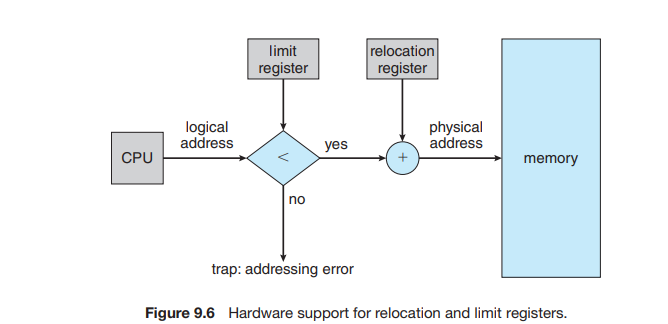 limit
register
relocation
register
logical
address
physical
address
CPU
<
yes
+
memory
no
trap: addressing error
Figure 9.6 Hardware support for relocation and limit registers.